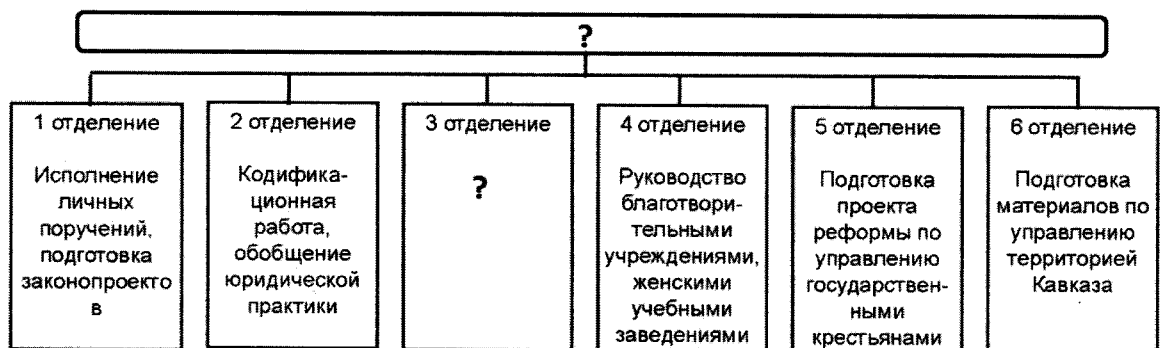 ?
1 отделение
Исполнение
личных
поручений,
подготовка
законопроекто
в
2 отделение
Кодифика-
ционная
работа,
обобщение
юридической
практики
3 отделение
?
4 отделение
Руководство
благотвори-
тельными
учреждениями,
женскими
учебными
заведениями
5 отделение
Подготовка
проекта
реформы по
управлению
государствен-
ными
крестьянами
6 отделение
Подготовка
материалов по
управлению
территорией
Кавказа